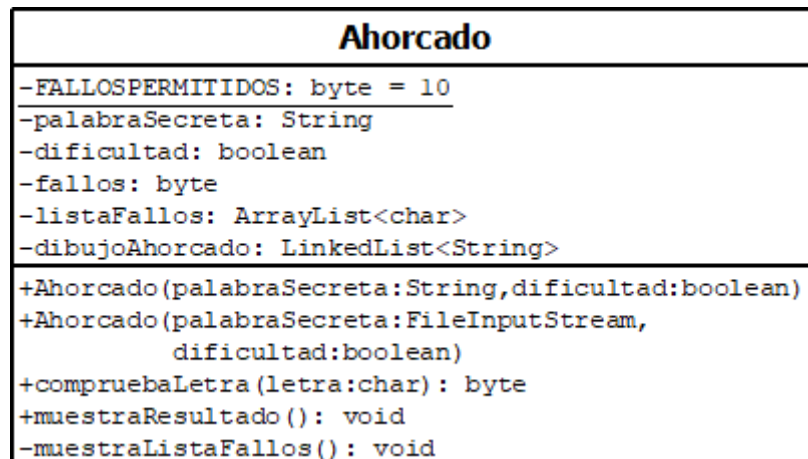 Ahorcado
-FALLOSPERMITIDOS: byte = 10
-palabraSecreta: String
-dificultad: boolean
-fallos: byte
-listaFallos: ArrayList<char>
-dibujoAhorcado: LinkedList<String>
+Ahorcado(palabraSecreta:String,dificultad:boolean)
+Ahorcado(palabraSecreta:FileInputStream,
dificultad:boolean)
+compruebaLetra(letra:char): byte
+muestraResultado(): void
-muestraListaFallos(): void